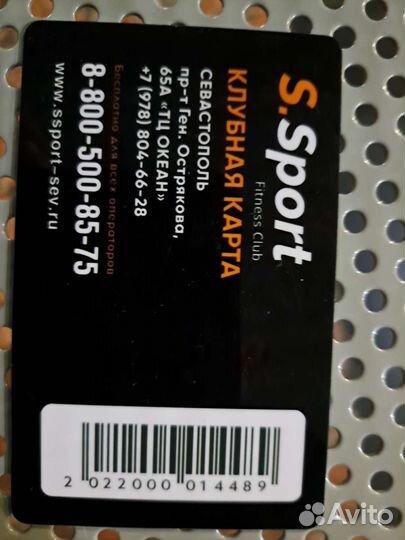 S.Sport
Fitness Club
КЛУБНАЯ КАРТА
СЕВАСТОПОЛЬ
пр-т Ген. Острякова,
65А «ТЦ ОКЕАН»
+7 (978) 804-66-28
Бесплатно для всех операторов
8-800-500-85-75
www.ssport-sev.ru
2 022000 014489
Avito